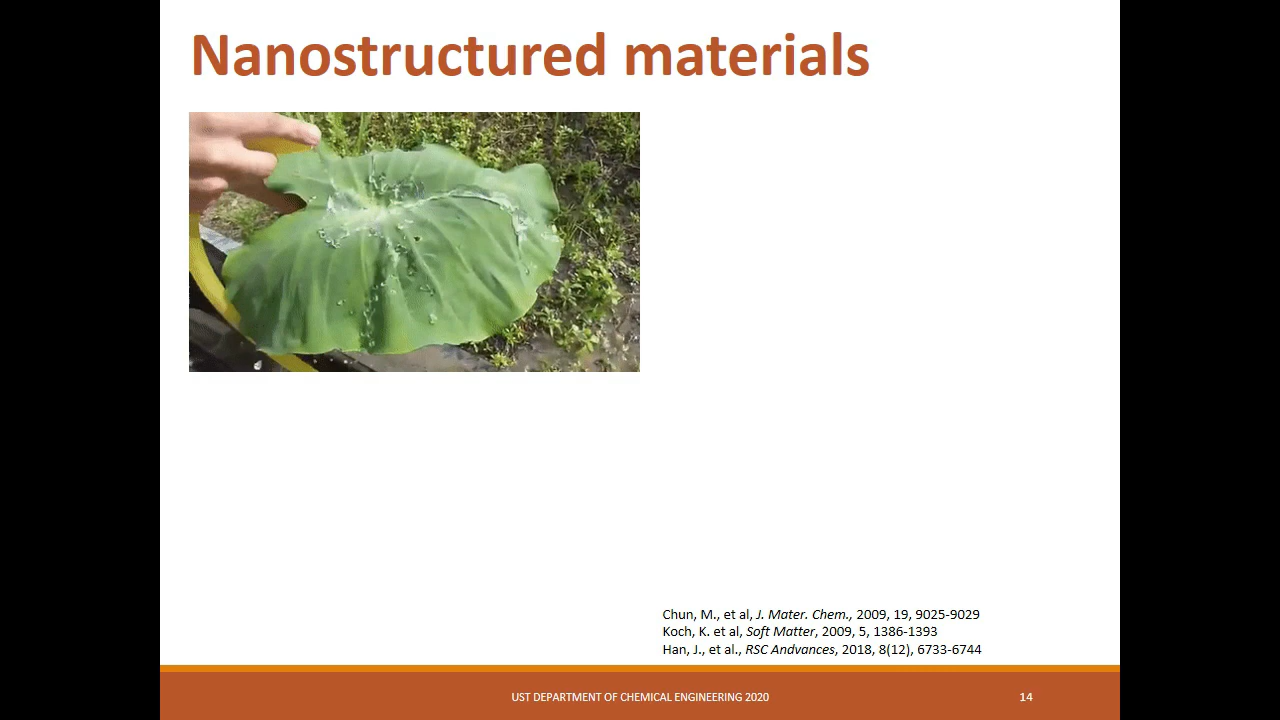 Nanostructured materials
Chun, M., et al, J. Mater. Chem., 2009, 19, 9025-9029
Koch, K. et al, Soft Matter, 2009, 5, 1386-1393
Han, J., et al., RSC Andvances, 2018, 8(12), 6733-6744
UST DEPARTMENT OF CHEMICAL ENGINEERING 2020
14